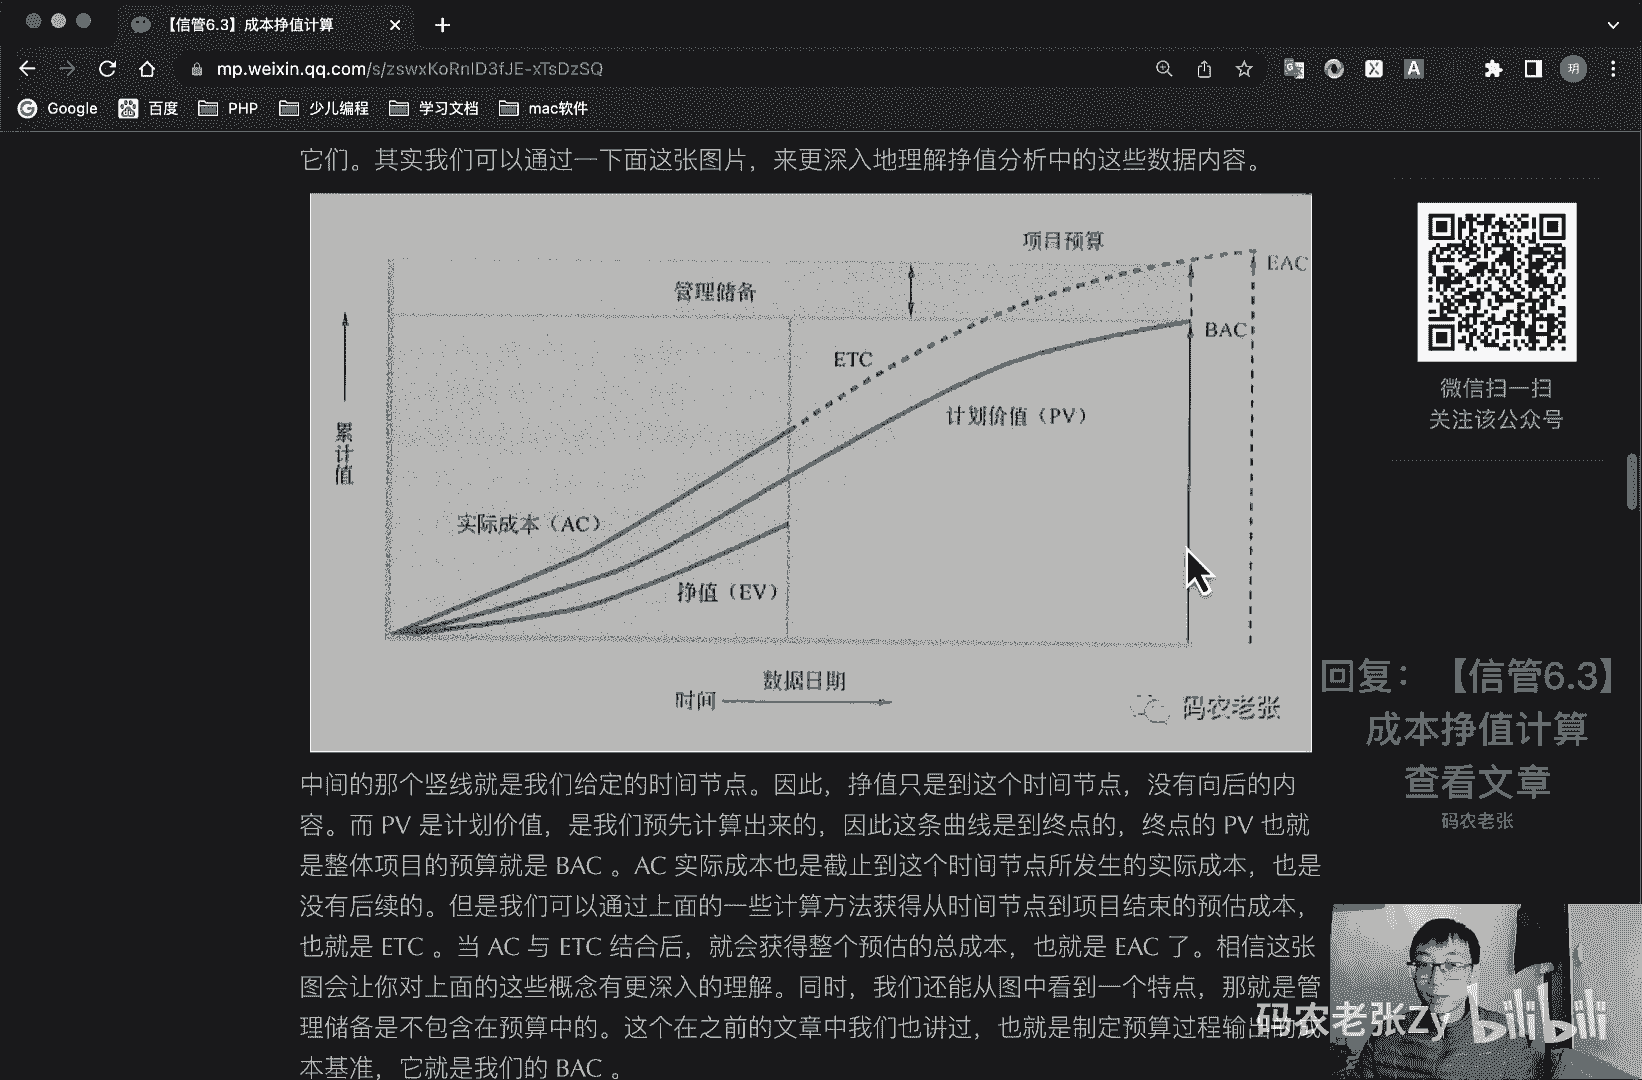 【信管6.3】成本挣值计算
mp.weixin.qq.com/s/zswxKoRnID3fJE-xTsDzSQ
Google 百度 PHP 少儿编程 学习文档 mac软件
它们。其实我们可以通过一下面这张图片，来更深入地理解挣值分析中的这些数据内容。
项目预算
EAC
管理储备
BAC
ETC
计划价值（PV）
累计值
实际成本（AC）
挣值（EV）
数据日期
时间
码农老张
微信扫一扫
关注该公众号
回复：【信管6.3】
成本挣值计算
查看文章
码农老张
中间的那个竖线就是我们给定的时间节点。因此，挣值只是到这个时间节点，没有向后的内
容。而 PV 是计划价值，是我们预先计算出来的，因此这条曲线是到终点的，终点的 PV 也就
是整体项目的预算就是 BAC 。AC 实际成本也是截止到这个时间节点所发生的实际成本，也是
没有后续的。但是我们可以通过上面的一些计算方法获得从时间节点到项目结束的预估成本，
也就是 ETC 。当 AC 与 ETC 结合后，就会获得整个预估的总成本，也就是 EAC 了。相信这张
图会让你对上面的这些概念有更深入的理解。同时，我们还能从图中看到一个特点，那就是管
理储备是不包含在预算中的。这个在之前的文章中我们也讲过，也就是制定预算过程输出
本基准，它就是我们的 BAC 。
码农老张Zy bilibili